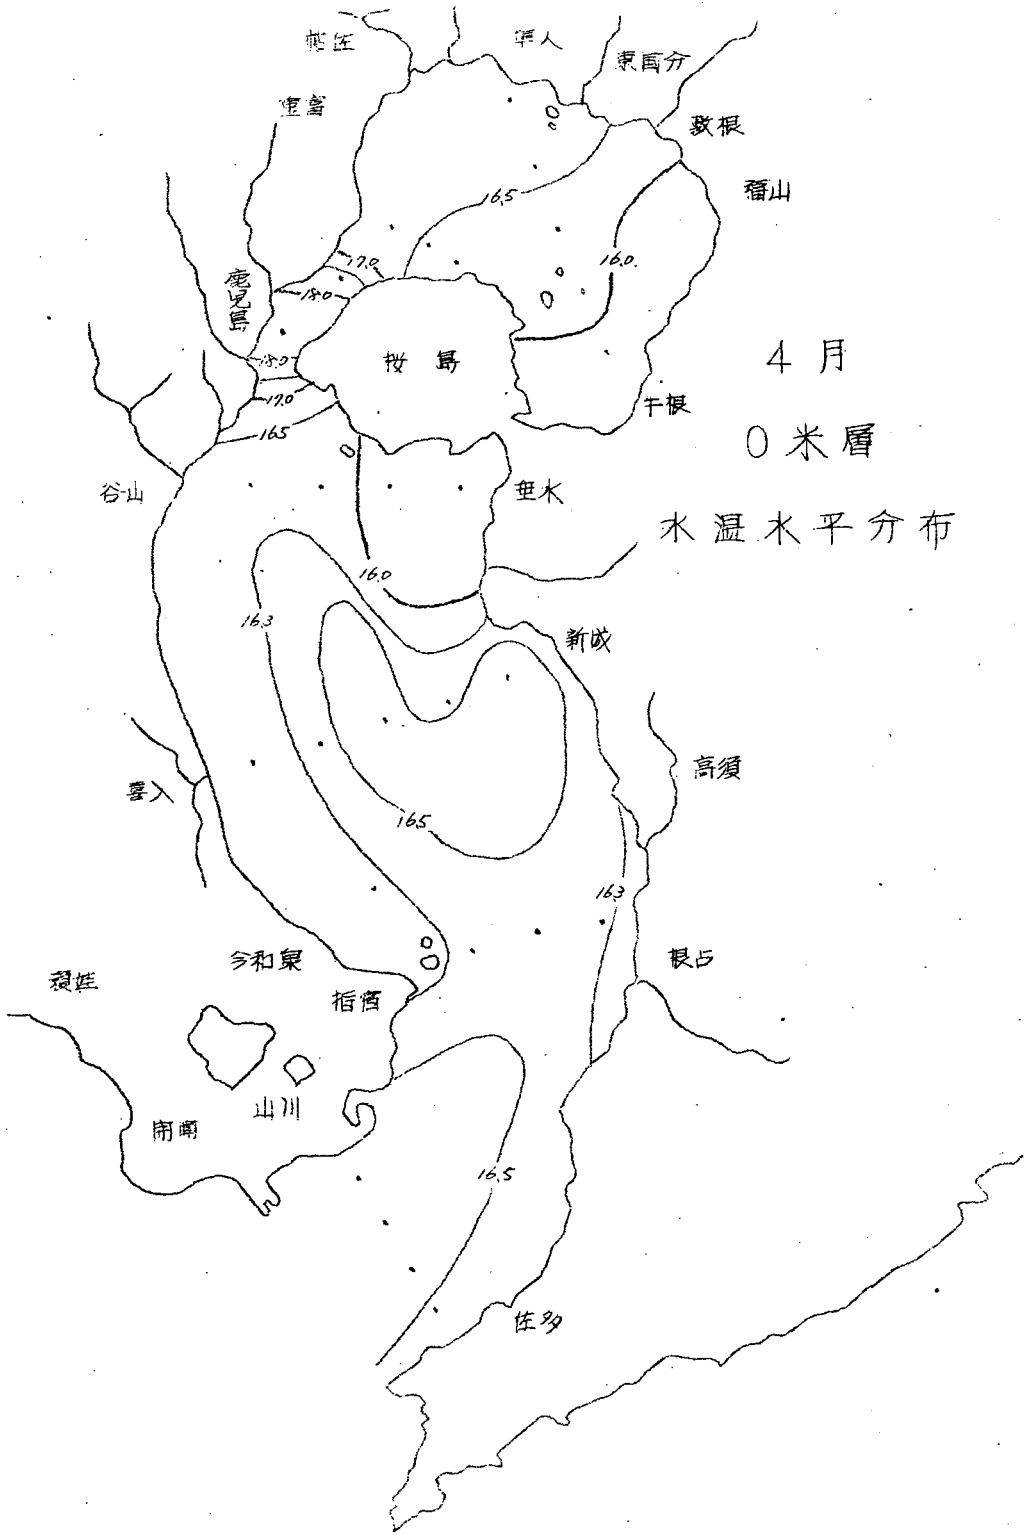 帖佐
隼人
東国分
重富
敷根
福山
16.5
17.0
16.0
鹿児島
18.0
桜島
4月
18.0
17.0
牛根
16.5
0米層
谷山
垂水
水温水平分布
16.0
16.3
新城
高須
喜入
16.5
16.3
今和泉
根占
頴娃
指宿
山川
開聞
16.5
佐多